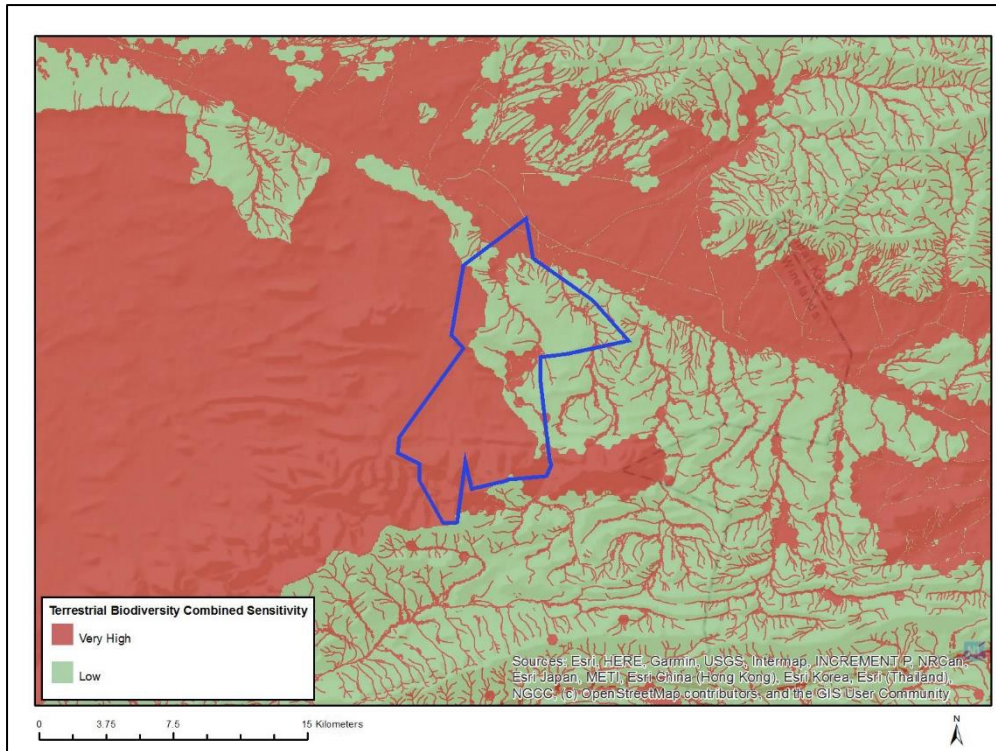 Terrestrial Biodiversity Combined Sensitivity
Very High
Low
Sources: Esri, HERE, Garmin, USGS, Intermap, INCREMENT P, NRCan,
Esri Japan, METI, Esri China (Hong Kong), Esri Korea, Esri (Thailand),
NGCC, (c) OpenStreetMap contributors, and the GIS User Community
0 3.75 7.5 15 Kilometers
N